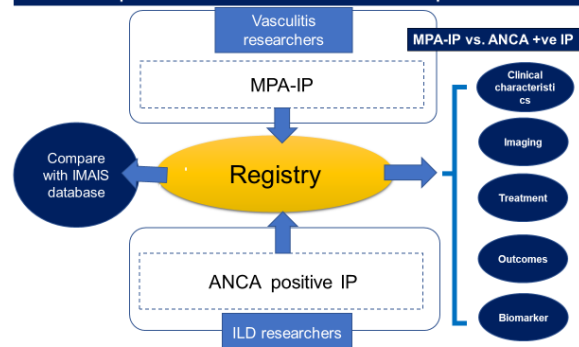 Vasculitis
researchers
MPA-IP vs. ANCA +ve IP
MPA-IP
Clinical
characteristi
cs
Imaging
Compare
with IMAIS
database
Registry
Treatment
ANCA positive IP
Outcomes
Biomarker
ILD researchers